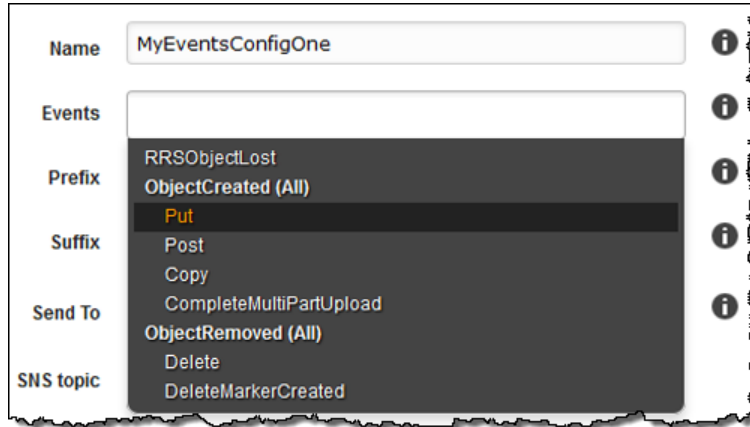 Name MyEventsConfigOne
Events
RRSObjectLost
Prefix
ObjectCreated (All)
Put
Suffix
Post
Copy
Send To
CompleteMultiPartUpload
ObjectRemoved (All)
Delete
SNS topic
DeleteMarkerCreated